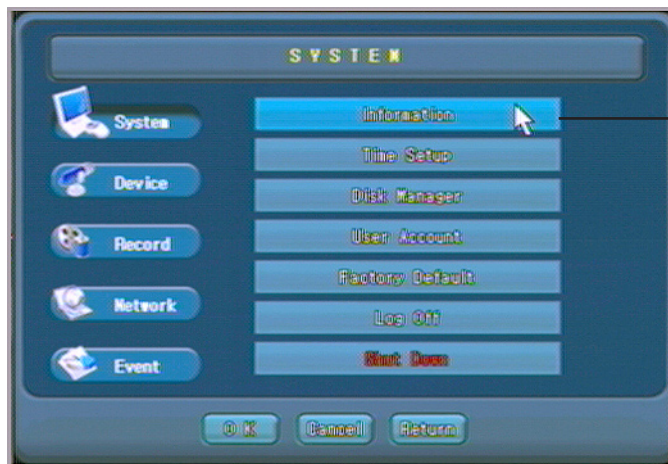 SYSTEM
System
Device
Record
Network
Event
Information
Time Setup
Disk Manager
User Account
Factory Default
Log Off
Shut Down
OK
Cancel
Return